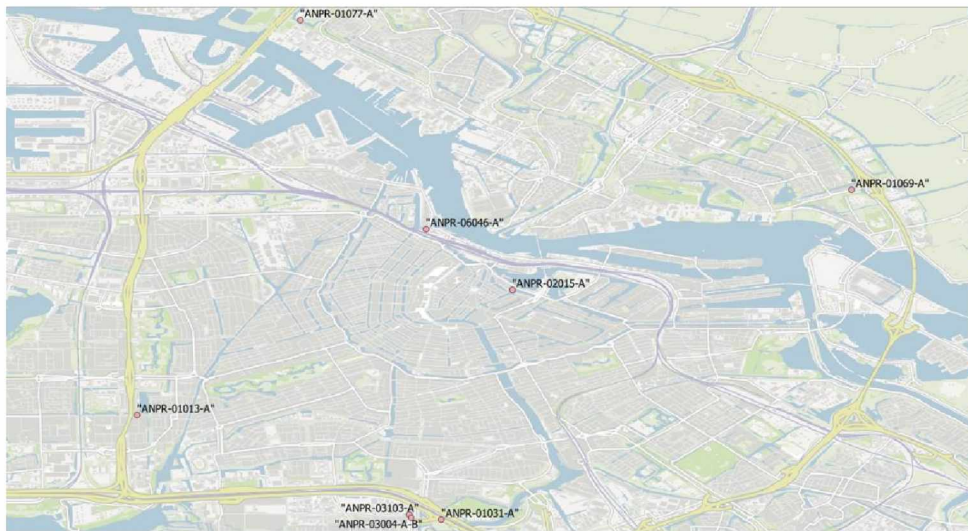 "ANPR-01077-A"
"ANPR-01069-A"
"ANPR-06046-A"
"ANPR-02015-A"
"ANPR-01013-A"
"ANPR-03103-A"
"ANPR-01031-A"
"ANPR-03004-A-B"